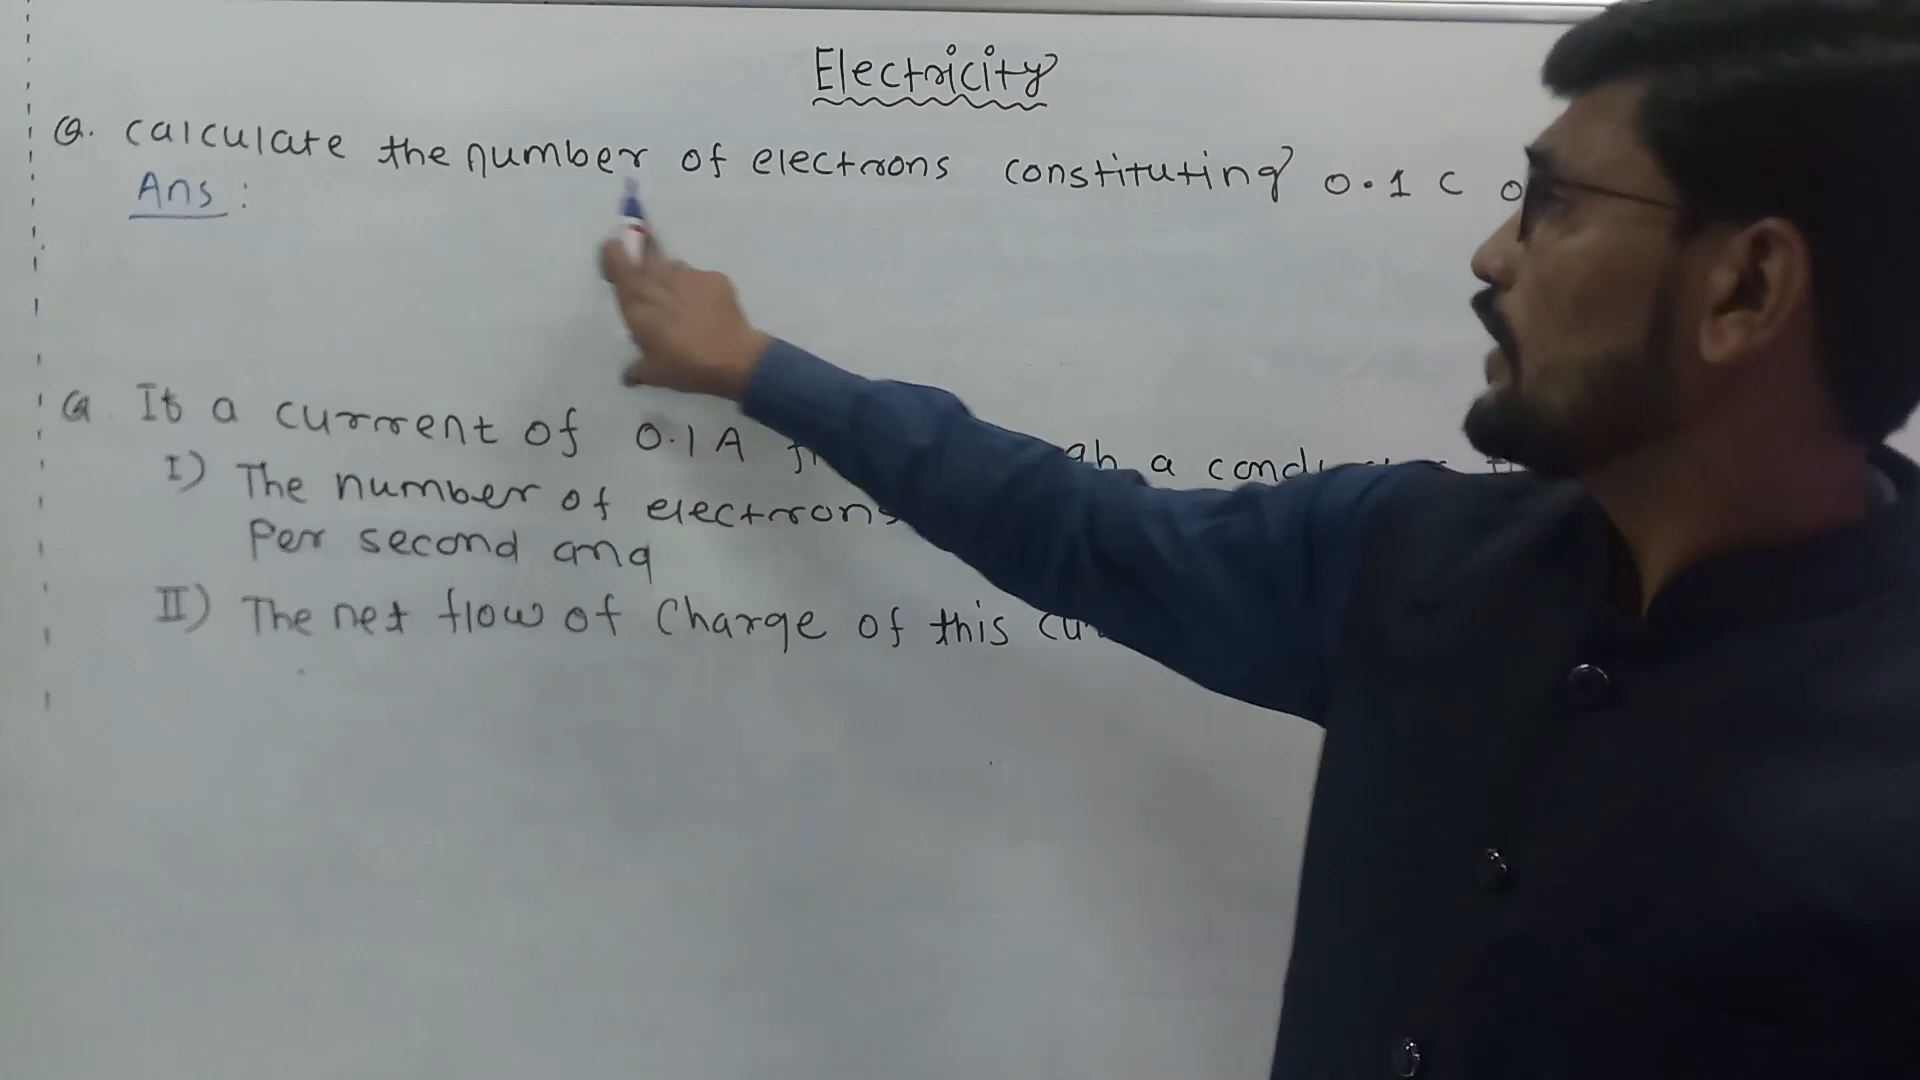 Electricity
Q. calculate the number of electrons constituting 0.1 C
Ans:
Q. If a current of 0.1 A a
I) The number of electrons
Per second and
II) The net flow of charge of this